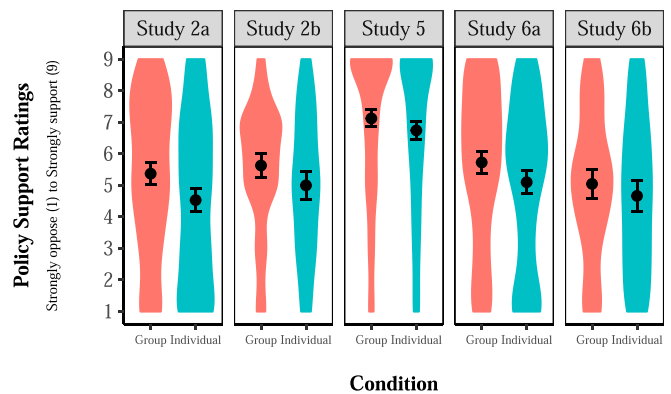 Study 2a Study 2b Study 5 Study 6a Study 6b
Policy Support Ratings
Strongly oppose (1) to Strongly support (9)
9
8
7
6
5
4
3
2
1
Group Individual Group Individual Group Individual Group Individual Group Individual
Condition